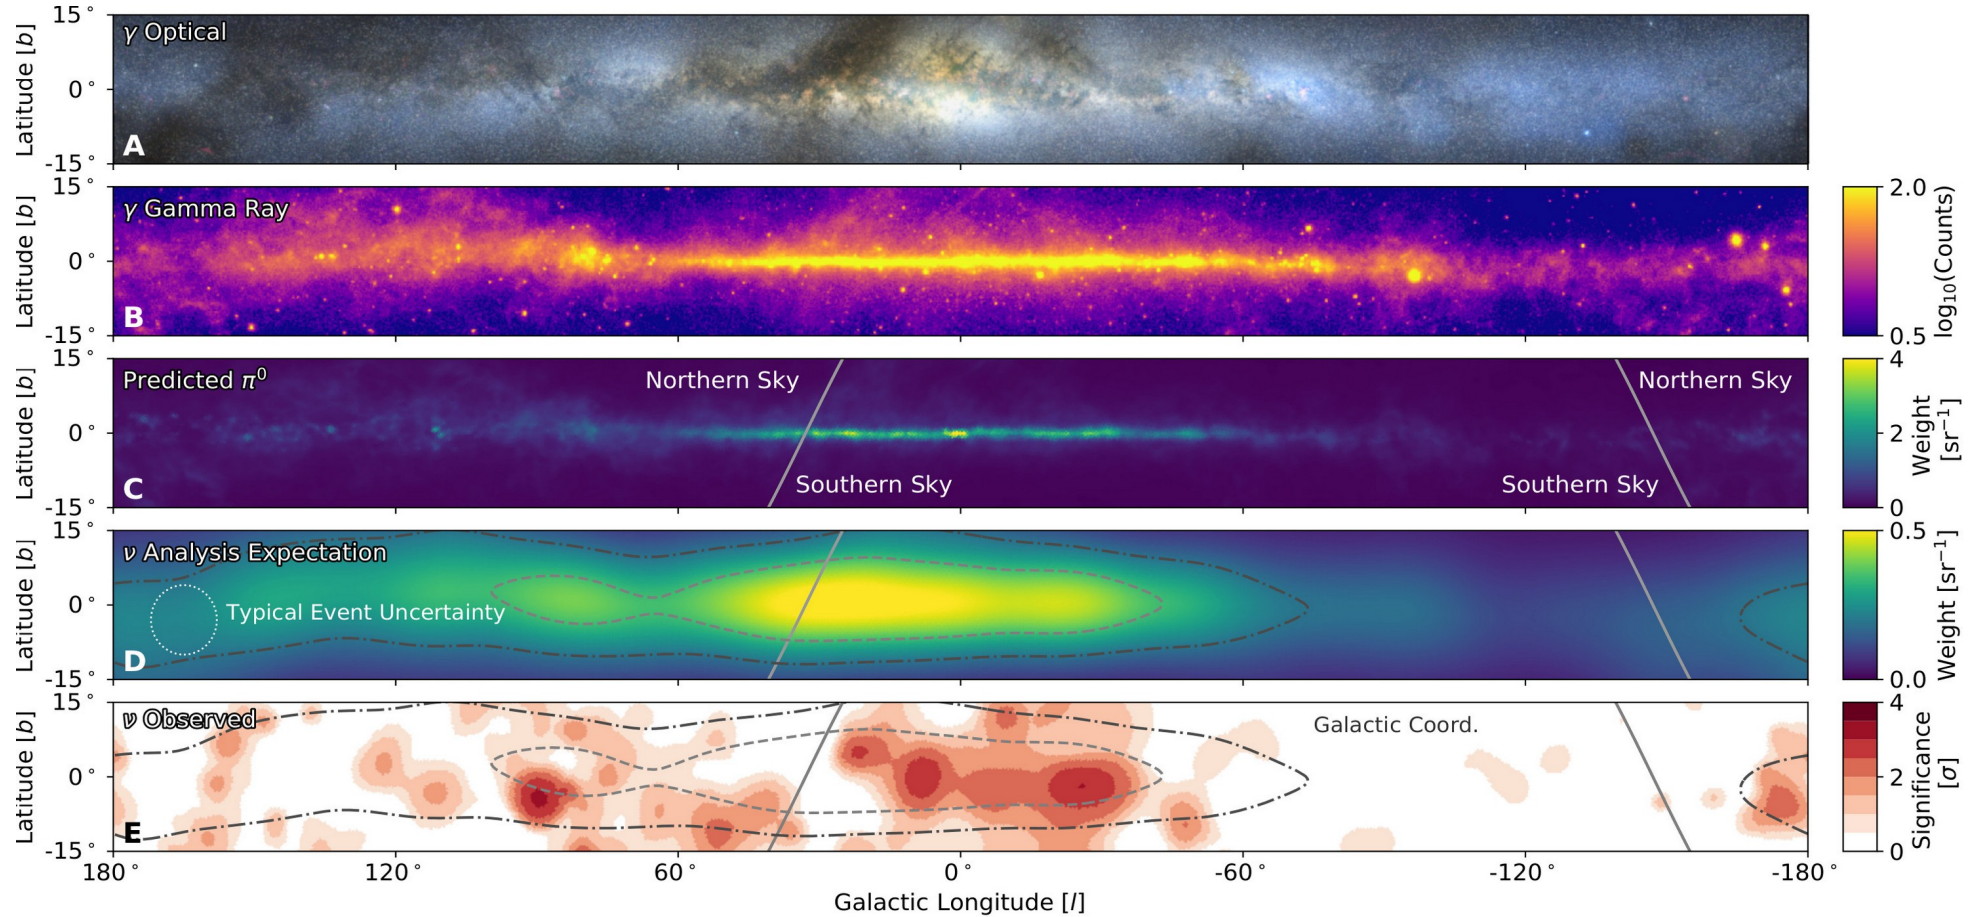 15°
γ Optical
Latitude [b]
0°
A
-15°
15°
γ Gamma Ray
Latitude [b]
0°
B
-15°
2.0
log₁₀(Counts)
0.5
15°
Predicted π⁰
Northern Sky
Northern Sky
Latitude [b]
0°
C
Southern Sky
Southern Sky
-15°
4
2
0
Weight
[sr⁻¹]
15°
ν Analysis Expectation
Latitude [b]
0°
Typical Event Uncertainty
D
-15°
0.5
Weight [sr⁻¹]
0.0
15°
ν Observed
Galactic Coord.
Latitude [b]
0°
E
-15°
4
2
0
Significance
[σ]
180° 120° 60° 0° -60° -120° -180°
Galactic Longitude [l]